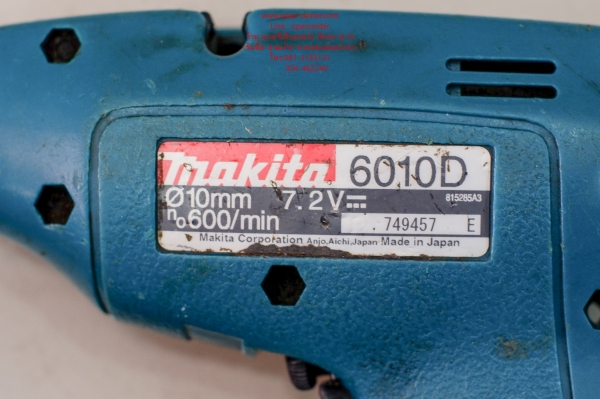 makita 6010D
Ø10mm 7.2V
815285A3
n₀600/min .749457 E
Makita Corporation Anjo,Aichi,Japan Made in Japan